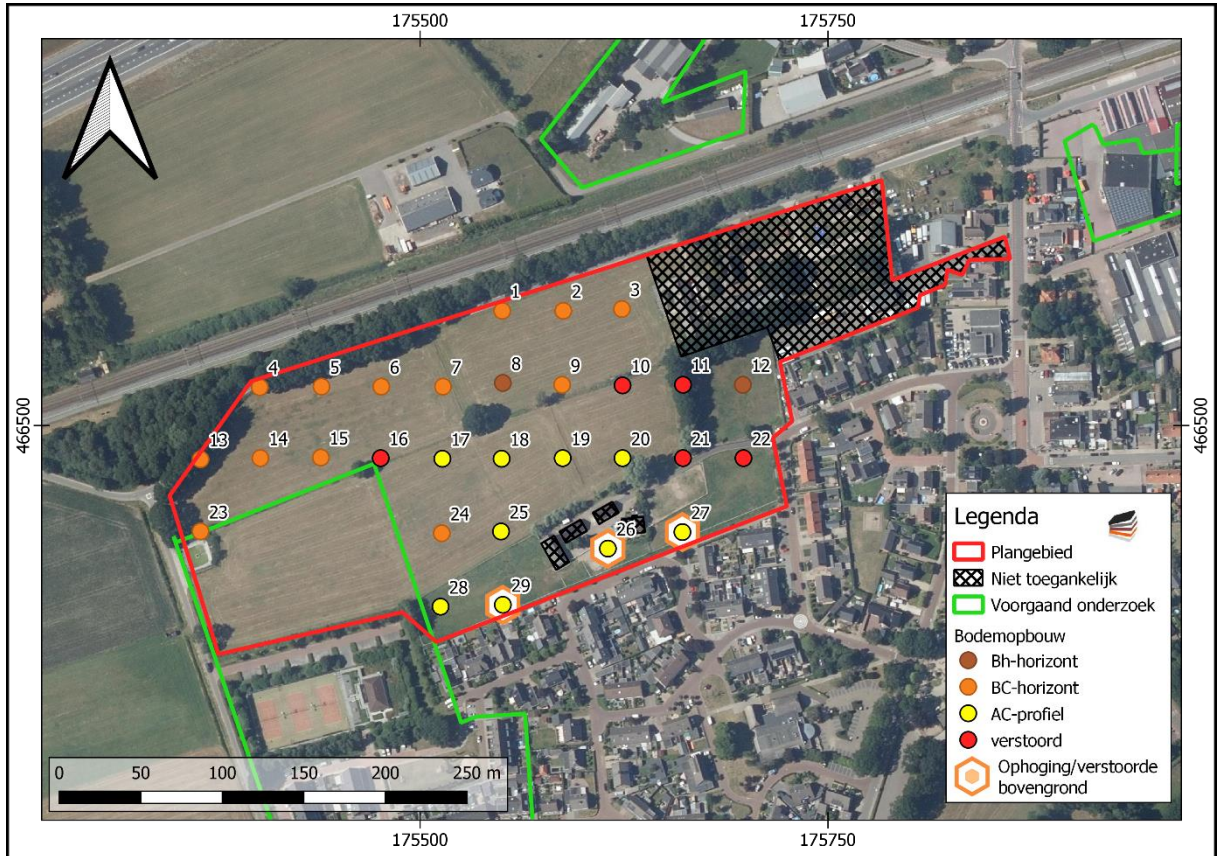 175500 175750
1 2 3
4 5 6 7 8 9 10 11 12
466500 466500
13 14 15 16 17 18 19 20 21 22
23 24 25 26 27
28 29
Legenda
Plangebied
Niet toegankelijk
Voorgaand onderzoek
Bodemopbouw
Bh-horizont
BC-horizont
AC-profiel
verstoord
Ophoging/verstoorde
bovengrond
0 50 100 150 200 250 m
175500 175750